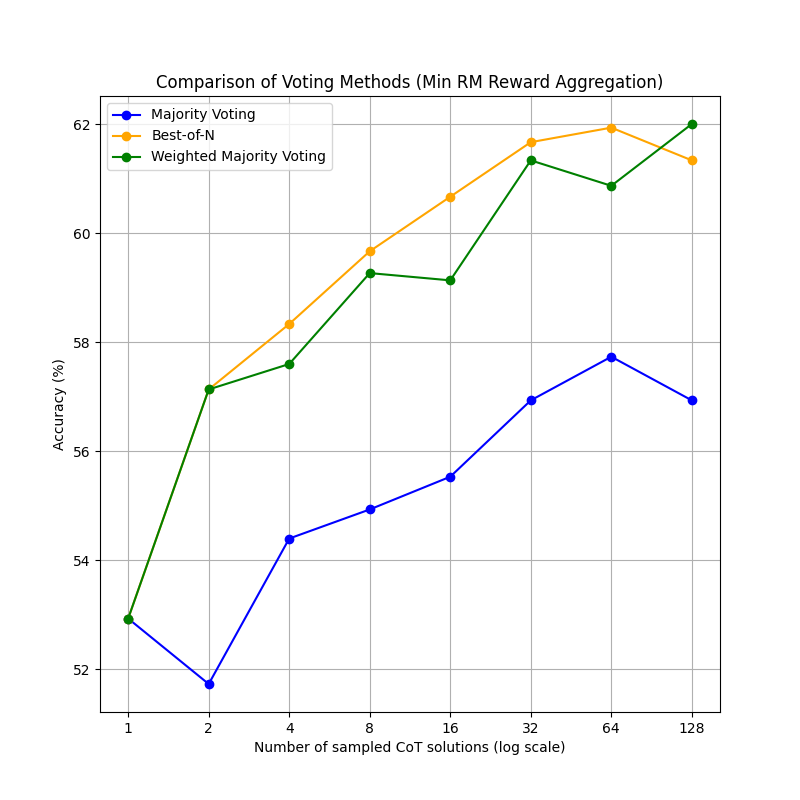 Comparison of Voting Methods (Min RM Reward Aggregation)
Majority Voting
Best-of-N
Weighted Majority Voting
Accuracy (%)
62
60
58
56
54
52
1 2 4 8 16 32 64 128
Number of sampled CoT solutions (log scale)